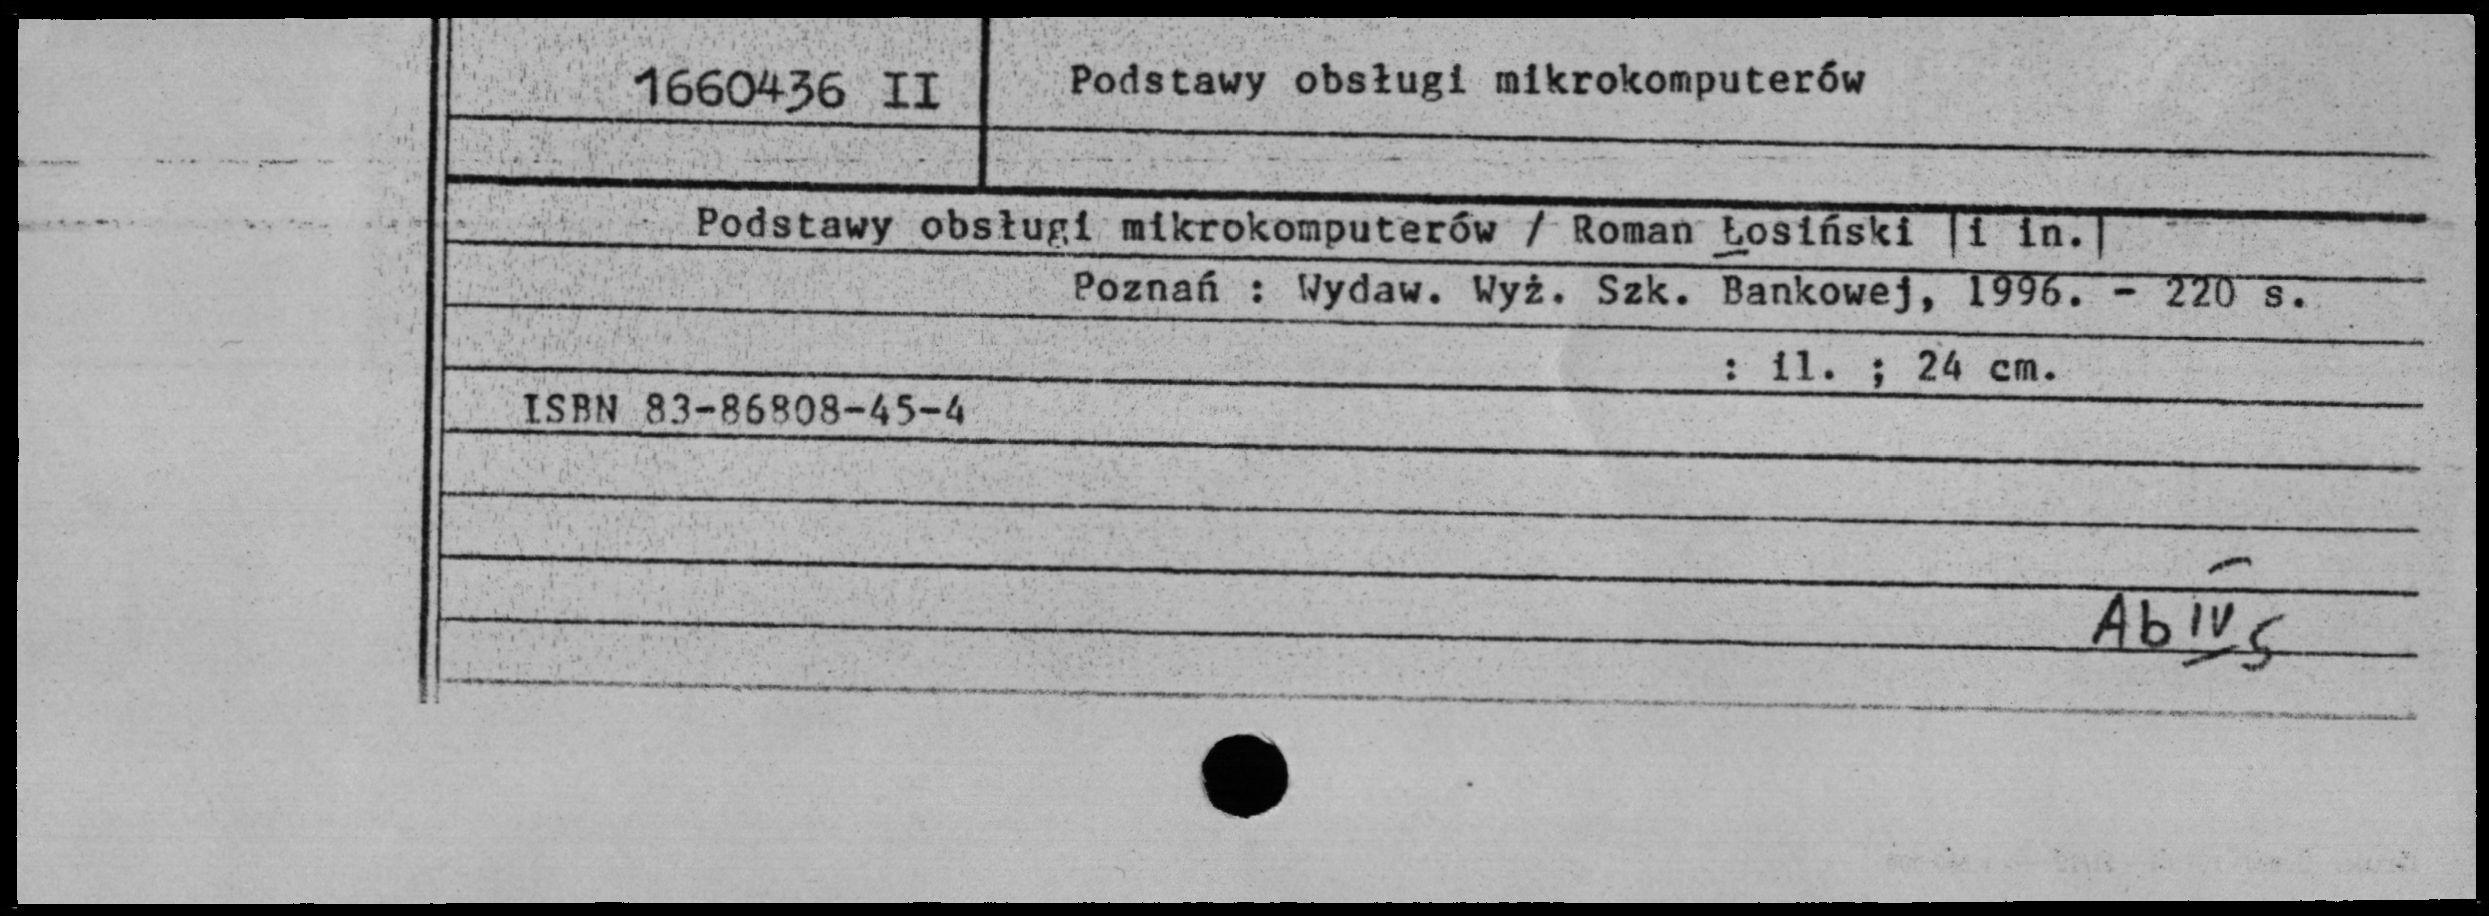 1660436 II
Podstawy obsługi mikrokomputerów
Podstawy obsługi mikrokomputerów / Roman Łosiński |i in.|
Poznań : Wydaw. Wyż. Szk. Bankowej, 1996. - 220 s.
: il. ; 24 cm.
ISBN 83-86808-45-4
Ab IV 5